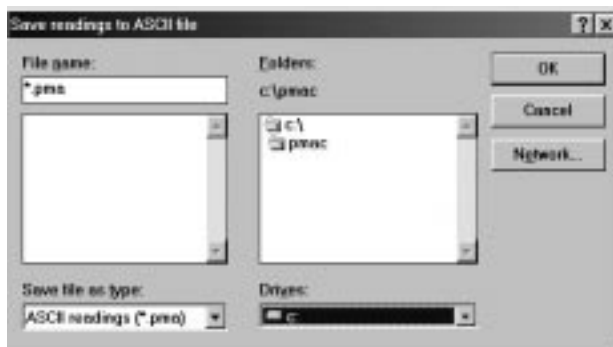 Save readings to ASCII file
File name:
*.pma
Folders:
c:\pmac
c:\
pmac
OK
Cancel
Network...
Save file as type:
ASCII readings (*.pma)
Drives:
c: